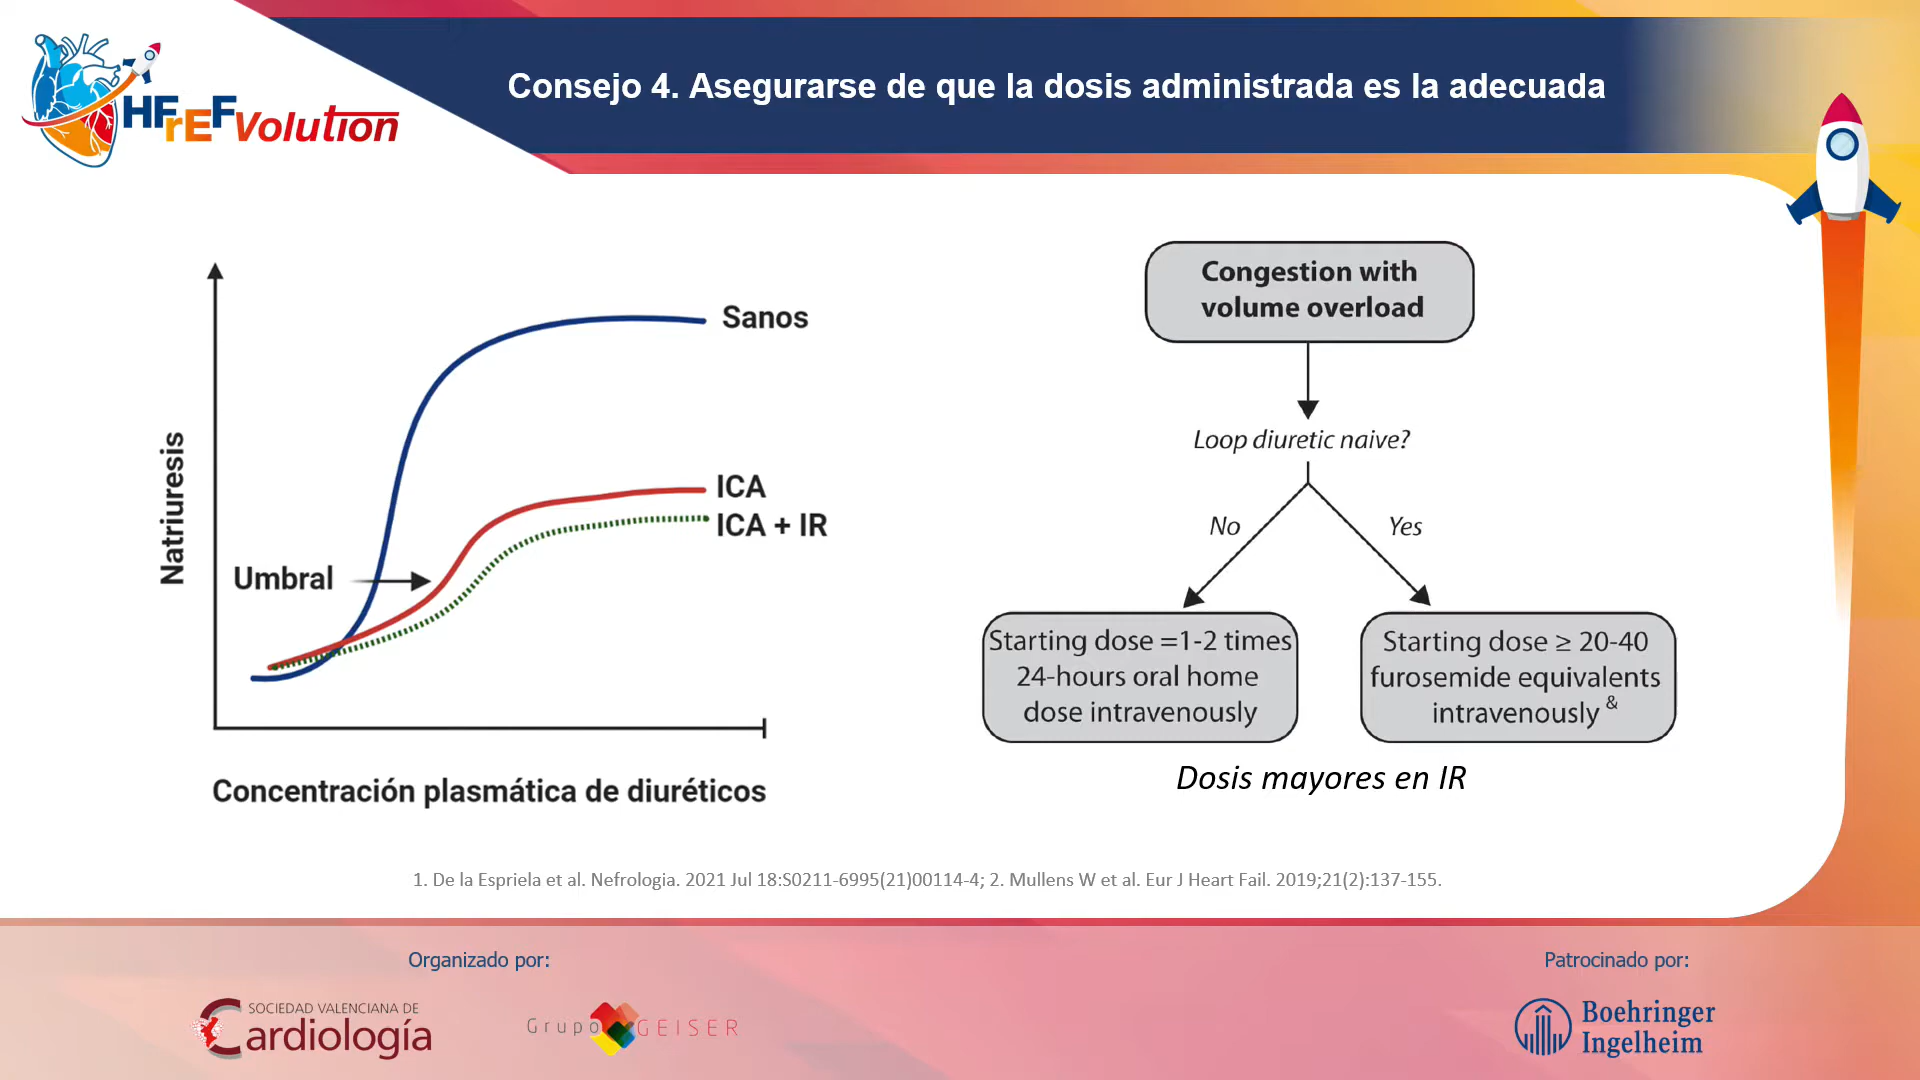 HFrEFVolution
Consejo 4. Asegurarse de que la dosis administrada es la adecuada
Natriuresis
Sanos
ICA
ICA + IR
Umbral
Concentración plasmática de diuréticos
Congestion with
volume overload
Loop diuretic naive?
No
Yes
Starting dose =1-2 times
24-hours oral home
dose intravenously
Starting dose ≥ 20-40
furosemide equivalents
intravenously &
Dosis mayores en IR
1. De la Espriela et al. Nefrologia. 2021 Jul 18:S0211-6995(21)00114-4; 2. Mullens W et al. Eur J Heart Fail. 2019;21(2):137-155.
Organizado por:
SOCIEDAD VALENCIANA DE
Cardiología
Grupo GEISER
Patrocinado por:
Boehringer
Ingelheim